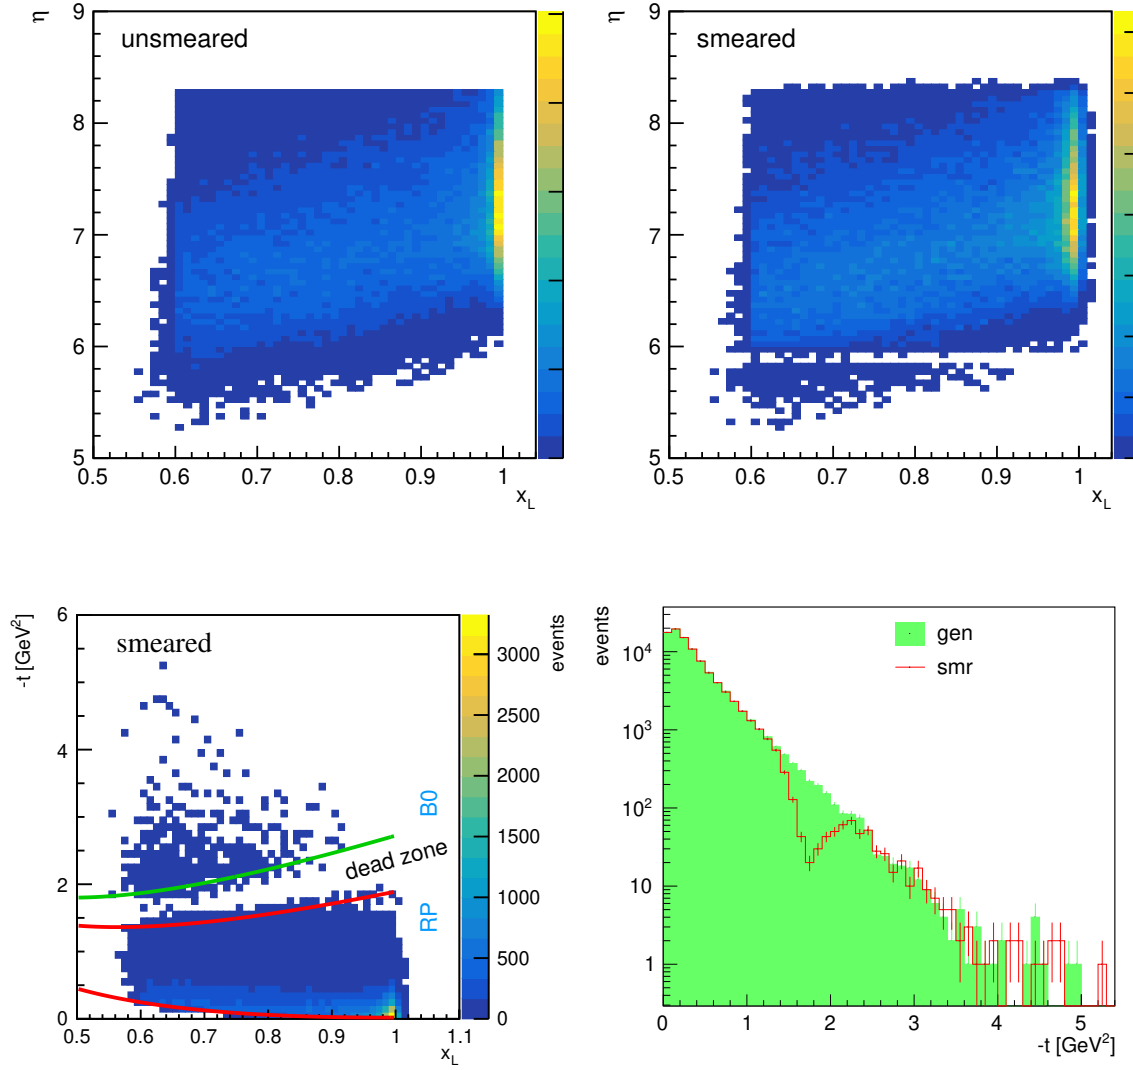 η
9
8
7
6
5
unsmeared
0.5 0.6 0.7 0.8 0.9 1
x_L
η
9
8
7
6
5
smeared
0.5 0.6 0.7 0.8 0.9 1
x_L
-t [GeV²]
6
4
2
0
smeared
B0
dead zone
RP
0.5 0.6 0.7 0.8 0.9 1 1.1
x_L
events
3000
2500
2000
1500
1000
500
0
events
10⁴
10³
10²
10
1
gen
smr
0 1 2 3 4 5
-t [GeV²]